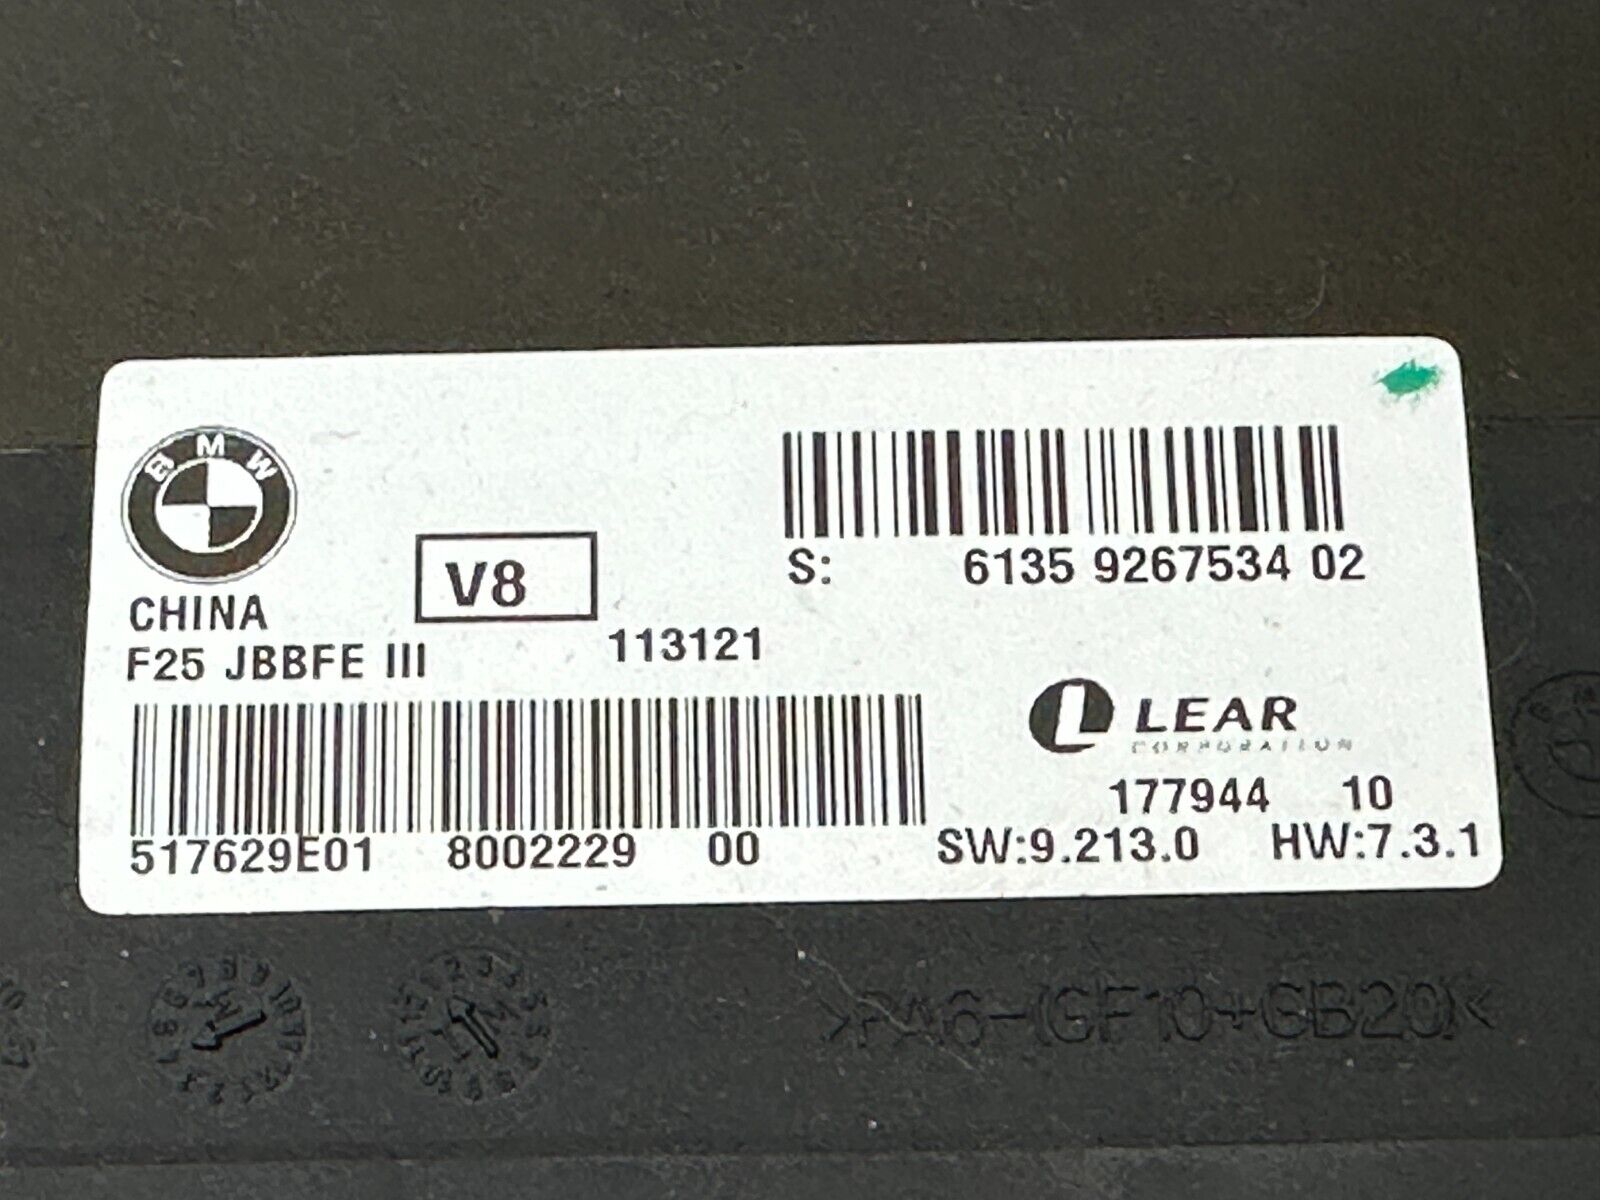 BMW
V8
S: 6135 9267534 02
CHINA
F25 JBBFE III 113121
LEAR
CORPORATION
177944 10
517629E01 8002229 00 SW:9.213.0 HW:7.3.1
>PA6-(GF10+GB20)<